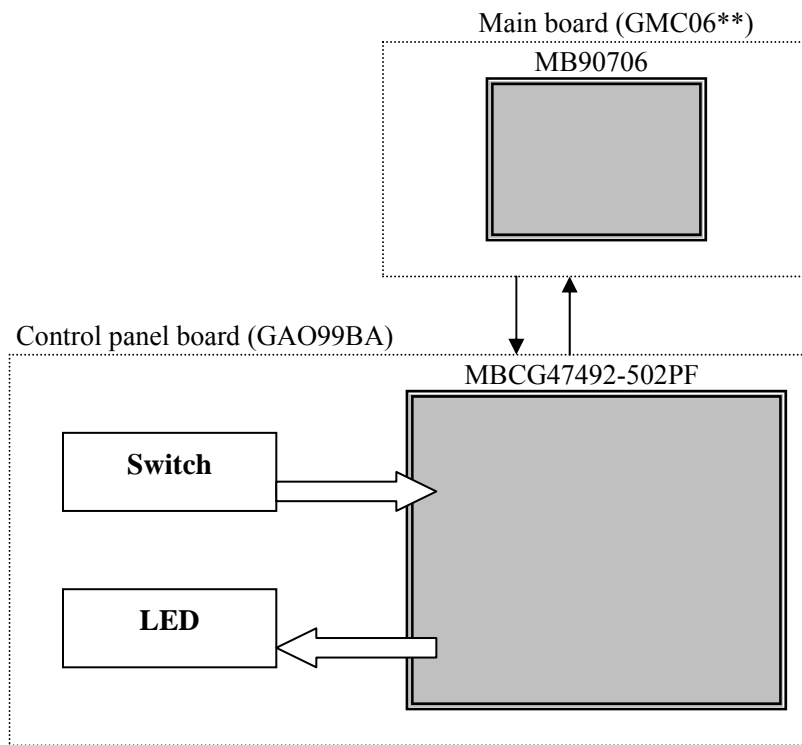 Main board (GMC06**)
MB90706
Control panel board (GAO99BA)
MBCG47492-502PF
Switch
LED